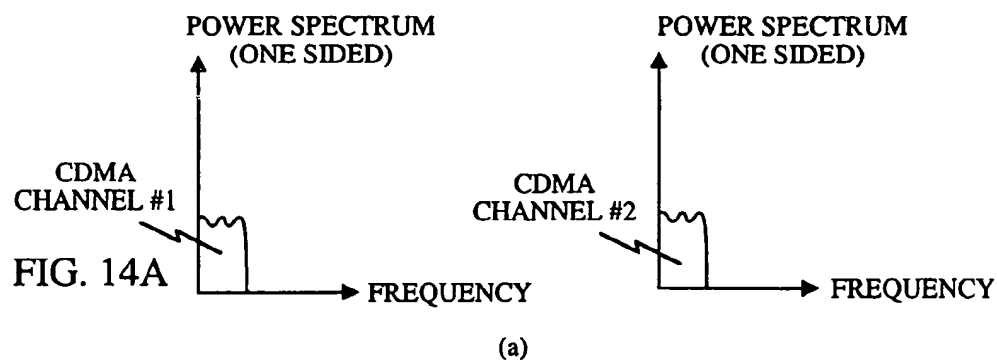 POWER SPECTRUM
(ONE SIDED)
CDMA
CHANNEL #1
FREQUENCY
POWER SPECTRUM
(ONE SIDED)
CDMA
CHANNEL #2
FREQUENCY
FIG. 14A
(a)